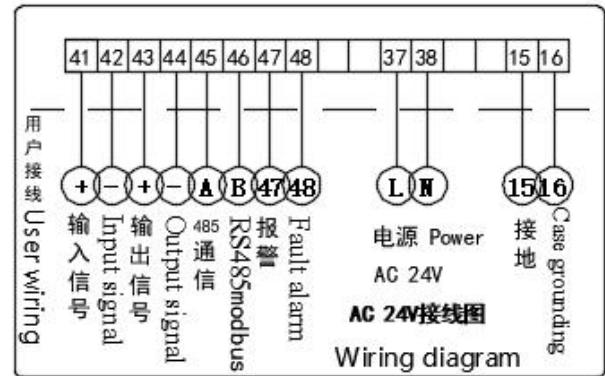 41 42 43 44 45 46 47 48 37 38 15 16
用户接线 User wiring
+ - + - A B 47 48 L N 15 16
输入信号
Input signal
输出信号
Output signal
485
通信
RS485modbus
报警
Fault alarm
电源 Power
AC 24V
AC 24V接线图
Wiring diagram
接地
Case grounding